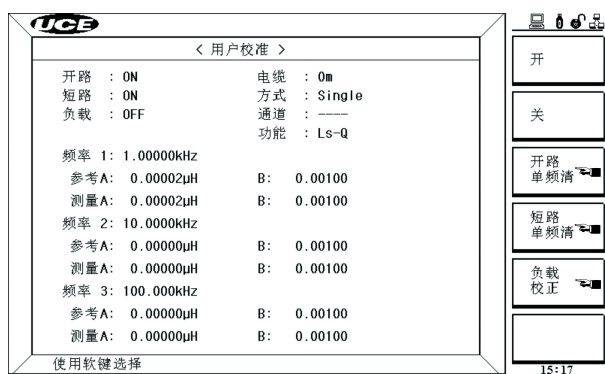 UCE
< 用户校准 >
开路 : ON 电缆 : 0m
短路 : ON 方式 : Single
负载 : OFF 通道 : ----
功能 : Ls-Q
频率 1: 1.00000kHz
参考A: 0.00002μH B: 0.00100
测量A: 0.00002μH B: 0.00100
频率 2: 10.0000kHz
参考A: 0.00000μH B: 0.00100
测量A: 0.00000μH B: 0.00100
频率 3: 100.000kHz
参考A: 0.00000μH B: 0.00100
测量A: 0.00000μH B: 0.00100
使用软键选择
开
关
开路
单频清
短路
单频清
负载
校正
15:17